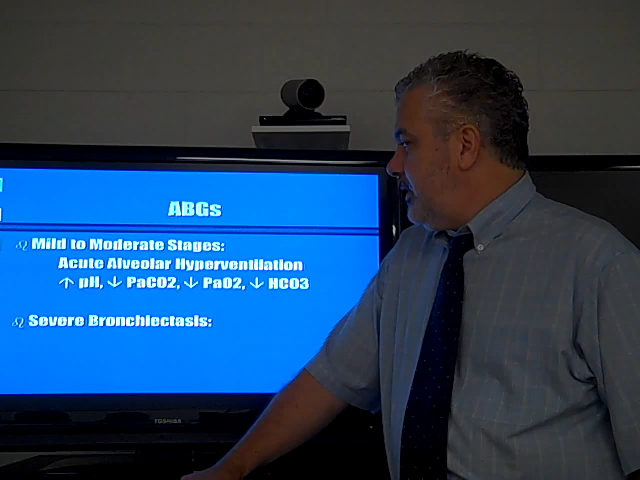 ABGs
Mild to Moderate Stages:
Acute Alveolar Hyperventilation
↑ pH, ↓ PaCO2, ↓ PaO2, ↓ HCO3
Severe Bronchiectasis:
TOSHIBA